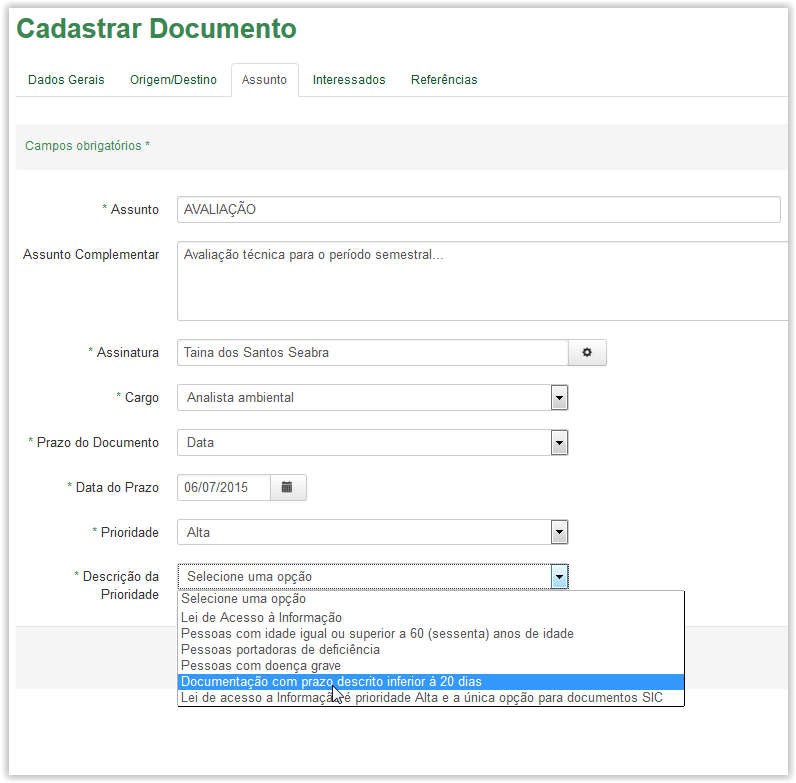 Cadastrar Documento
Dados Gerais Origem/Destino Assunto Interessados Referências
Campos obrigatórios *
* Assunto AVALIAÇÃO
Assunto Complementar Avaliação técnica para o período semestral...
* Assinatura Taina dos Santos Seabra
* Cargo Analista ambiental
* Prazo do Documento Data
* Data do Prazo 06/07/2015
* Prioridade Alta
* Descrição da Prioridade Selecione uma opção
Selecione uma opção
Lei de Acesso à Informação
Pessoas com idade igual ou superior a 60 (sessenta) anos de idade
Pessoas portadoras de deficiência
Pessoas com doença grave
Documentação com prazo descrito inferior à 20 dias
Lei de acesso a Informação é prioridade Alta e a única opção para documentos SIC